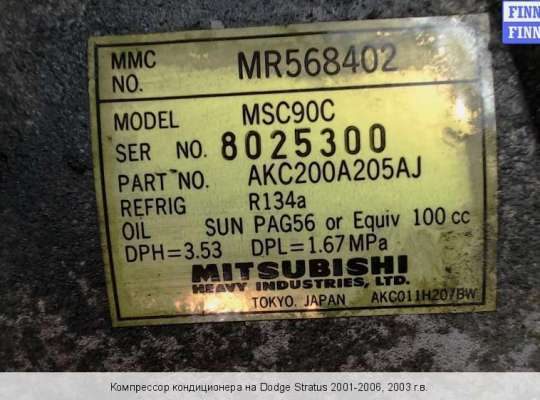 FINN
FINN
MMC NO. MR568402
MODEL MSC90C
SER NO. 8025300
PART NO. AKC200A205AJ
REFRIG R134a
OIL SUN PAG56 or Equiv 100 cc
DPH=3.53 DPL=1.67MPa
MITSUBISHI
HEAVY INDUSTRIES, LTD.
TOKYO, JAPAN AKC011H207BW
Компрессор кондиционера на Dodge Stratus 2001-2006, 2003 г.в.